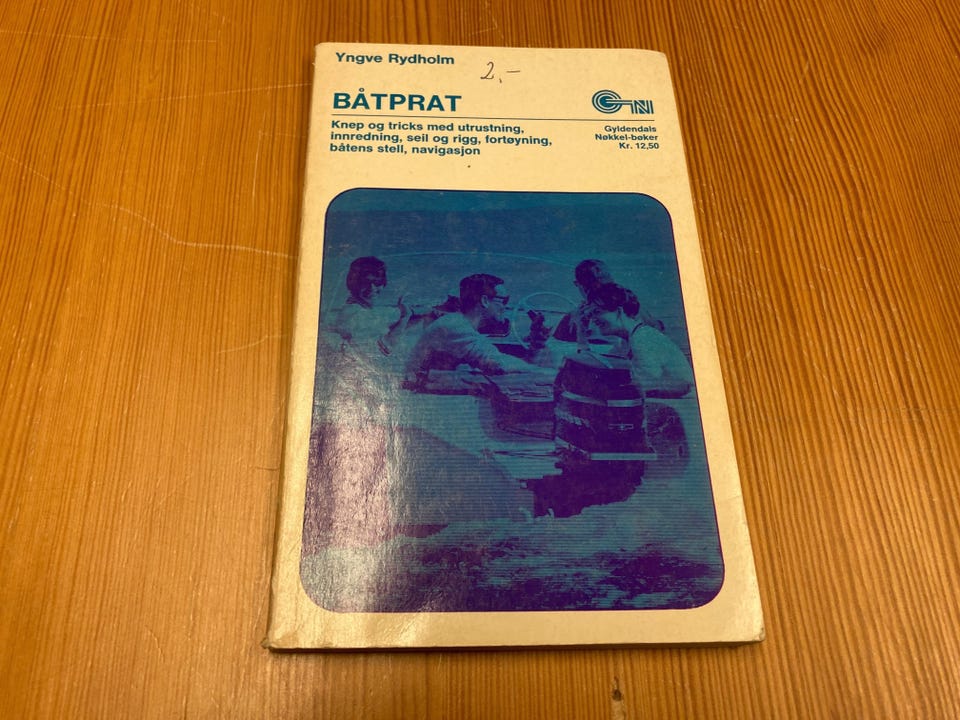 Yngve Rydholm
2,-
BÅTPRAT
GN
Knep og tricks med utrustning,
innredning, seil og rigg, fortøyning,
båtens stell, navigasjon
Gyldendals
Nøkkel-bøker
Kr. 12,50